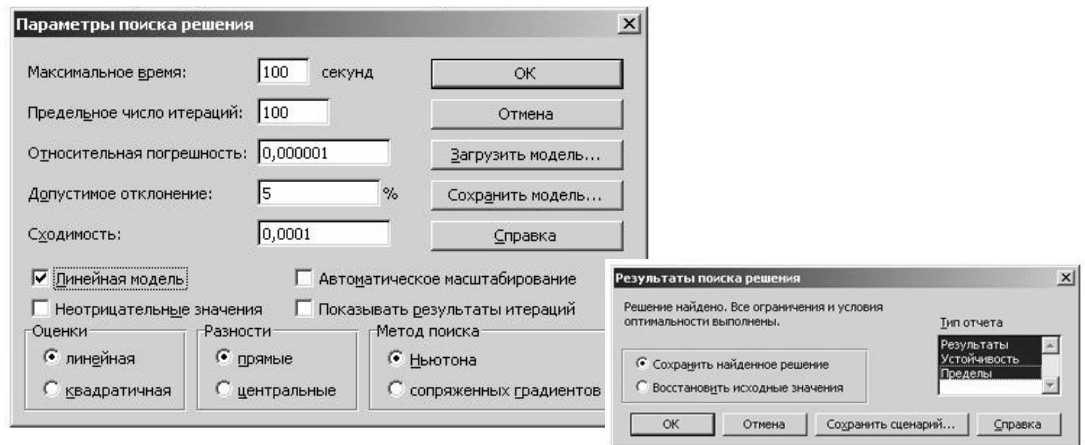 Параметры поиска решения
Максимальное время: 100 секунд
OK
Предельное число итераций: 100
Отмена
Относительная погрешность: 0,000001
Загрузить модель...
Допустимое отклонение: 5 %
Сохранить модель...
Сходимость: 0,0001
Справка
Линейная модель
Автоматическое масштабирование
Неотрицательные значения
Показывать результаты итераций
Оценки
Разности
Метод поиска
линейная
прямые
Ньютона
квадратичная
центральные
сопряженных градиентов
Результаты поиска решения
Решение найдено. Все ограничения и условия
оптимальности выполнены.
Тип отчета
Результаты
Устойчивость
Пределы
Сохранить найденное решение
Восстановить исходные значения
OK
Отмена
Сохранить сценарий...
Справка